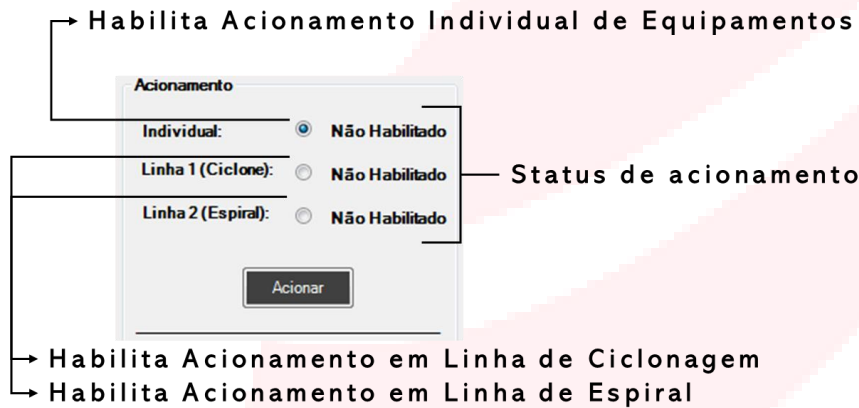 Habilita Acionamento Individual de Equipamentos
Acionamento
Individual: Não Habilitado
Linha 1 (Ciclone): Não Habilitado
Status de acionamento
Linha 2 (Espiral): Não Habilitado
Acionar
Habilita Acionamento em Linha de Ciclonagem
Habilita Acionamento em Linha de Espiral